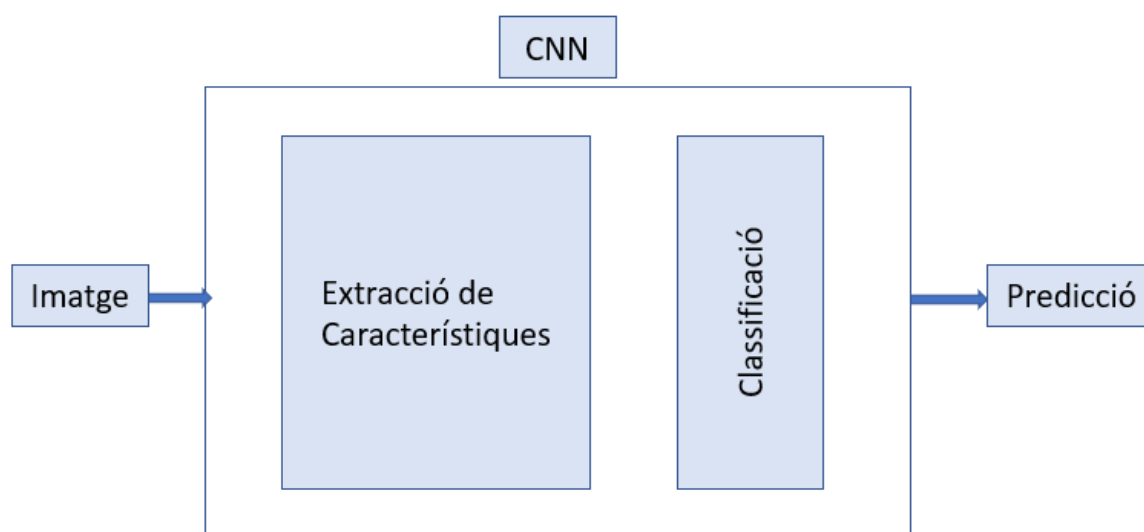 CNN
Imatge
Extracció de
Característiques
Classificació
Predicció